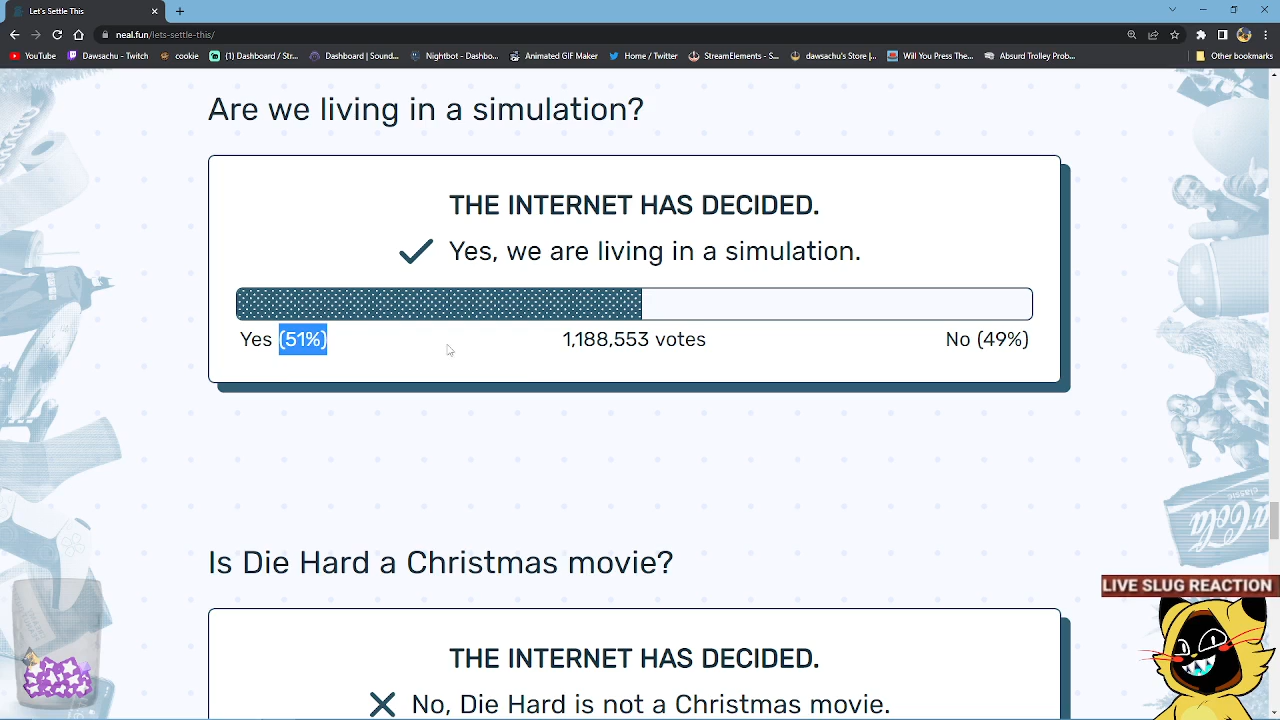 Let's Settle This
neal.fun/lets-settle-this/
YouTube
Dawsachu - Twitch
cookie
(1) Dashboard / Str...
Dashboard | Sound...
Nightbot - Dashbo...
Animated GIF Maker
Home / Twitter
StreamElements - S...
dawsachu's Store |...
Will You Press The...
Absurd Trolley Prob...
Other bookmarks
Are we living in a simulation?
THE INTERNET HAS DECIDED.
Yes, we are living in a simulation.
Yes (51%)
1,188,553 votes
No (49%)
Is Die Hard a Christmas movie?
THE INTERNET HAS DECIDED.
No, Die Hard is not a Christmas movie.
LIVE SLUG REACTION